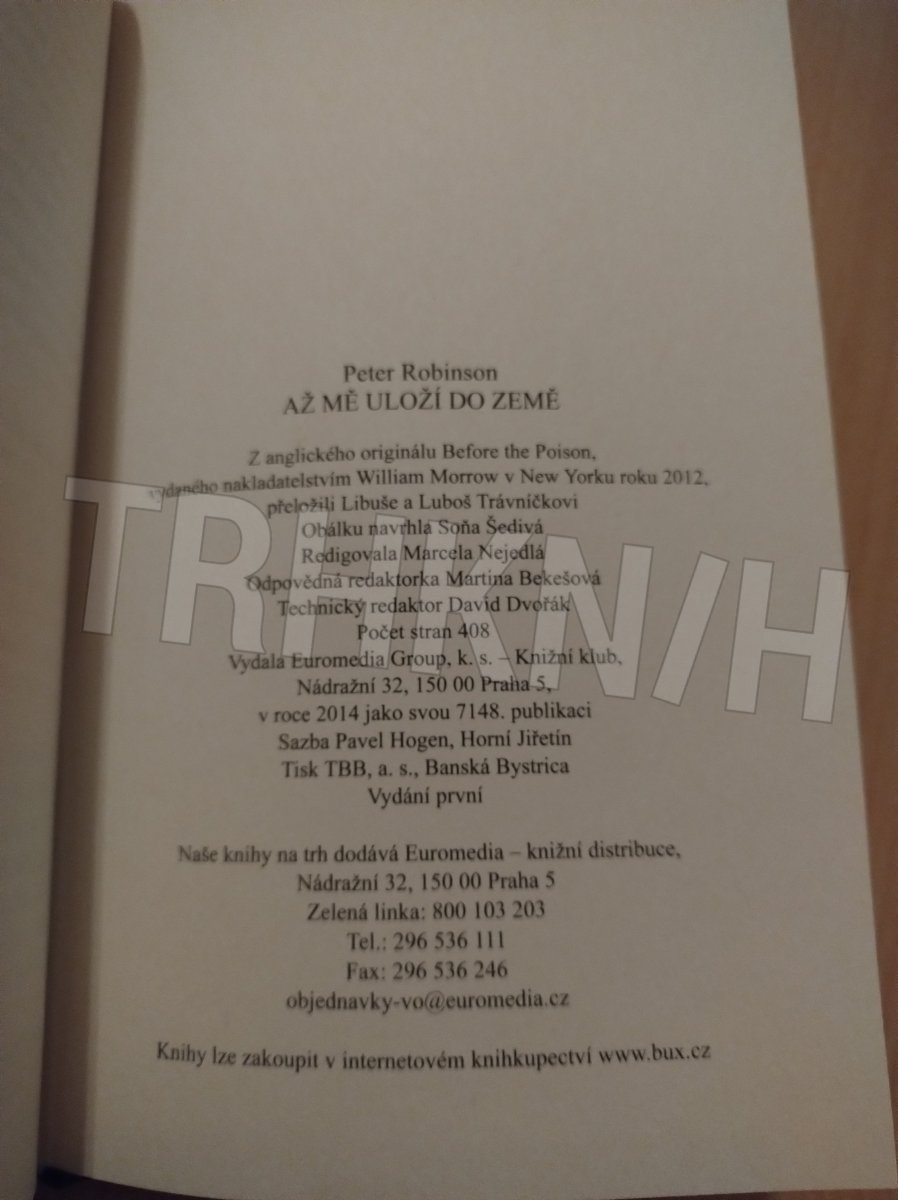 Peter Robinson
AŽ MĚ ULOŽÍ DO ZEMĚ
Z anglického originálu Before the Poison,
vydaného nakladatelstvím William Morrow v New Yorku roku 2012,
přeložili Libuše a Luboš Trávníčkovi
Obálku navrhla Soňa Šedivá
Redigovala Marcela Nejedlá
Odpovědná redaktorka Martina Bekešová
Technický redaktor David Dvořák
Počet stran 408
Vydala Euromedia Group, k. s. – Knižní klub,
Nádražní 32, 150 00 Praha 5,
v roce 2014 jako svou 7148. publikaci
Sazba Pavel Hogen, Horní Jiřetín
Tisk TBB, a. s., Banská Bystrica
Vydání první
Naše knihy na trh dodává Euromedia – knižní distribuce,
Nádražní 32, 150 00 Praha 5
Zelená linka: 800 103 203
Tel.: 296 536 111
Fax: 296 536 246
objednavky-vo@euromedia.cz
Knihy lze zakoupit v internetovém knihkupectví www.bux.cz
TRHKN/H